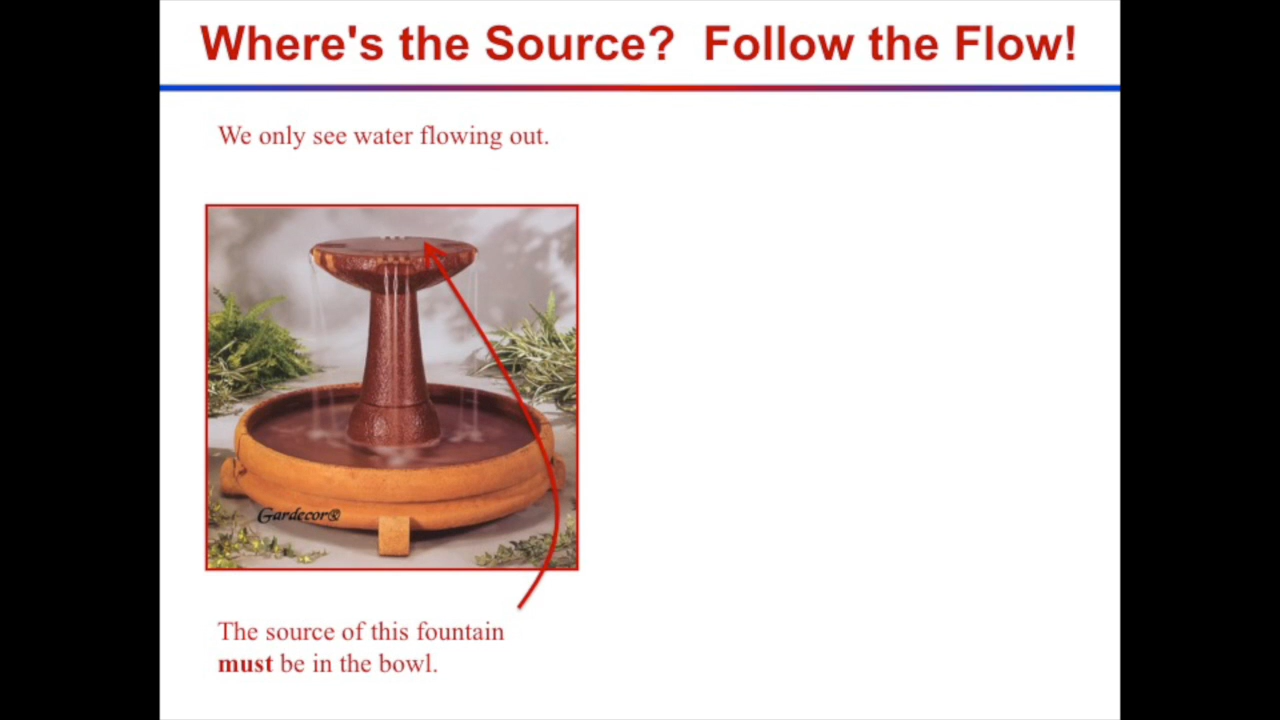 Where's the Source? Follow the Flow!
We only see water flowing out.
Gardecor®
The source of this fountain
must be in the bowl.